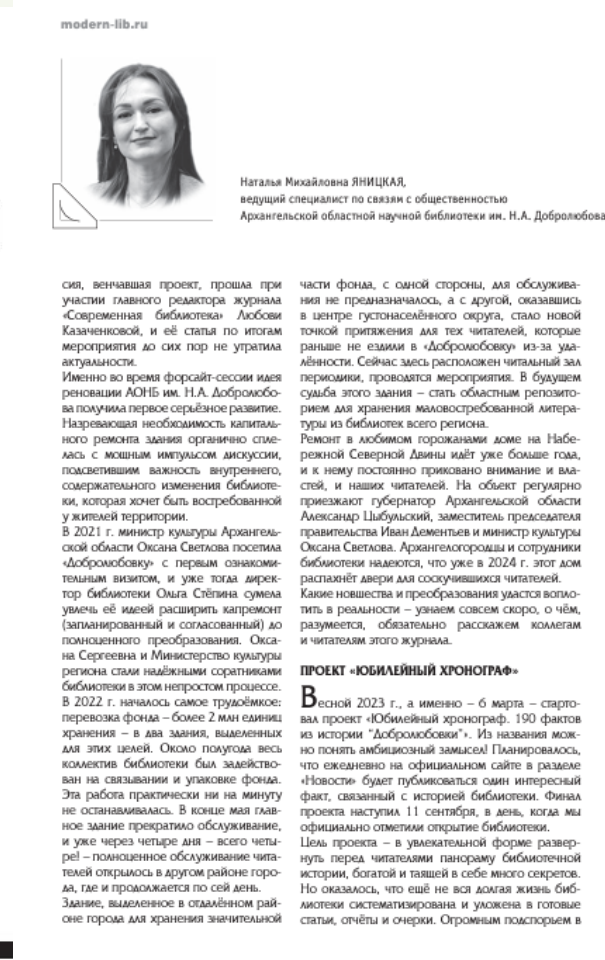 modern-lib.ru
Наталья Михайловна ЯНИЦКАЯ,
ведущий специалист по связям с общественностью
Архангельской областной научной библиотеки им. Н.А. Добролюбова
сия, венчавшая проект, прошла при
участии главного редактора журнала
«Современная библиотека» Любови
Казаченковой, и её статья по итогам
мероприятия до сих пор не утратила
актуальности.
Именно во время форсайт-сессии идея
реновации АОНБ им. Н.А. Добролюбо-
ва получила первое серьёзное развитие.
Назревающая необходимость капиталь-
ного ремонта здания органично спле-
лась с мощным импульсом дискуссии,
подсветившим важность внутреннего,
содержательного изменения библиоте-
ки, которая хочет быть востребованной
у жителей территории.
В 2021 г. министр культуры Архангель-
ской области Оксана Светлова посетила
«Добролюбовку» с первым ознакоми-
тельным визитом, и уже тогда дирек-
тор библиотеки Ольга Стёпина сумела
увлечь её идеей расширить капремонт
(запланированный и согласованный) до
полноценного преобразования. Окса-
на Сергеевна и Министерство культуры
региона стали надёжными соратниками
библиотеки в этом непростом процессе.
В 2022 г. началось самое трудоёмкое:
перевозка фонда – более 2 млн единиц
хранения – в два здания, выделенных
для этих целей. Около полугода весь
коллектив библиотеки был задейство-
ван на связывании и упаковке фонда.
Эта работа практически ни на минуту
не останавливалась. В конце мая глав-
ное здание прекратило обслуживание,
и уже через четыре дня – всего четы-
ре! – полноценное обслуживание чита-
телей открылось в другом районе горо-
да, где и продолжается по сей день.
Здание, выделенное в отдалённом рай-
оне города для хранения значительной
части фонда, с одной стороны, для обслужива-
ния не предназначалось, а с другой, оказавшись
в центре густонаселённого округа, стало новой
точкой притяжения для тех читателей, которые
раньше не ездили в «Добролюбовку» из-за уда-
лённости. Сейчас здесь расположен читальный зал
периодики, проводятся мероприятия. В будущем
судьба этого здания – стать областным репозито-
рием для хранения маловостребованной литера-
туры из библиотек всего региона.
Ремонт в любимом горожанами доме на Набе-
режной Северной Двины идёт уже больше года,
и к нему постоянно приковано внимание и вла-
стей, и наших читателей. На объект регулярно
приезжают губернатор Архангельской области
Александр Цыбульский, заместитель председателя
правительства Иван Дементьев и министр культуры
Оксана Светлова. Архангелогородцы и сотрудники
библиотеки надеются, что уже в 2024 г. этот дом
распахнёт двери для соскучившихся читателей.
Какие новшества и преобразования удастся вопло-
тить в реальности – узнаем совсем скоро, о чём,
разумеется, обязательно расскажем коллегам
и читателям этого журнала.
ПРОЕКТ «ЮБИЛЕЙНЫЙ ХРОНОГРАФ»
Весной 2023 г., а именно – 6 марта – старто-
вал проект «Юбилейный хронограф. 190 фактов
из истории "Добролюбовки"». Из названия мож-
но понять амбициозный замысел! Планировалось,
что ежедневно на официальном сайте в разделе
«Новости» будет публиковаться один интересный
факт, связанный с историей библиотеки. Финал
проекта наступил 11 сентября, в день, когда мы
официально отметили открытие библиотеки.
Цель проекта – в увлекательной форме развер-
нуть перед читателями панораму библиотечной
истории, богатой и таящей в себе много секретов.
Но оказалось, что ещё не вся долгая жизнь биб-
лиотеки систематизирована и уложена в готовые
статьи, отчёты и очерки. Огромным подспорьем в